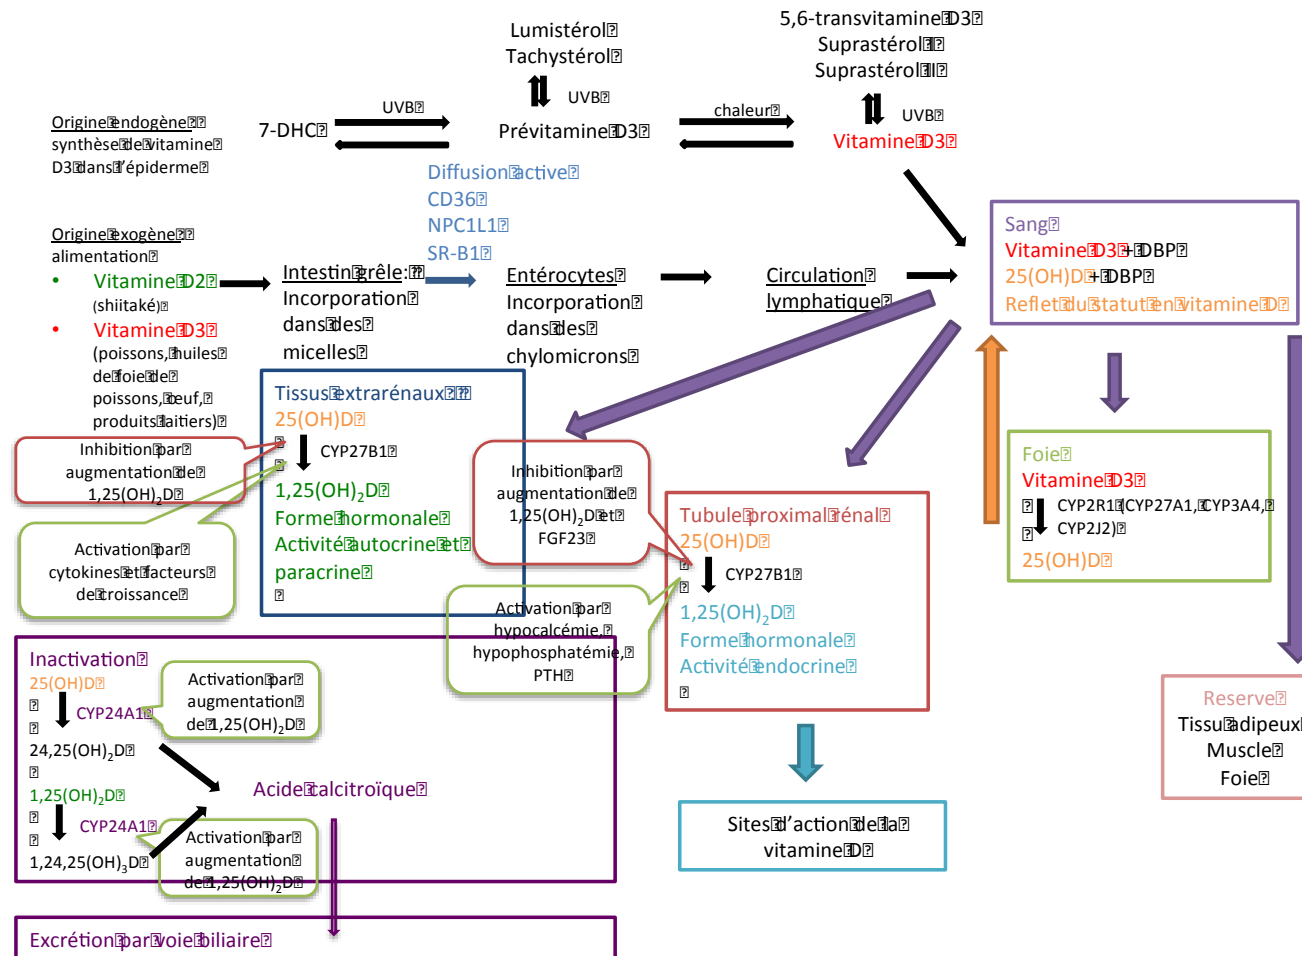 Lumistérol
Tachystérol
UVB
5,6-transvitamine D3
Suprastérol I
Suprastérol II
UVB
Origine endogène :
synthèse de vitamine
D3 dans l'épiderme
7-DHC
UVB
Prévitamine D3
chaleur
Vitamine D3
Diffusion active
CD36
NPC1L1
SR-B1
Origine exogène :
alimentation
• Vitamine D2
(shiitaké)
• Vitamine D3
(poissons, huiles
de foie de
poissons, œuf,
produits laitiers)
Intestin grêle:
Incorporation
dans des
micelles
Entérocytes
Incorporation
dans des
chylomicrons
Circulation
lymphatique
Sang
Vitamine D3 + DBP
25(OH)D + DBP
Reflet du statut en vitamine D
Tissus extrarénaux
25(OH)D
CYP27B1
1,25(OH)₂D
Forme hormonale
Activité autocrine et
paracrine
Inhibition par
augmentation de
1,25(OH)₂D
Activation par
cytokines et facteurs
de croissance
Inhibition par
augmentation de
1,25(OH)₂D et
FGF23
Activation par
hypocalcémie,
hypophosphatémie,
PTH
Tubule proximal rénal
25(OH)D
CYP27B1
1,25(OH)₂D
Forme hormonale
Activité endocrine
Foie
Vitamine D3
CYP2R1 (CYP27A1, CYP3A4,
CYP2J2)
25(OH)D
Reserve
Tissu adipeux
Muscle
Foie
Sites d'action de la
vitamine D
Inactivation
25(OH)D
CYP24A1
24,25(OH)₂D
1,25(OH)₂D
CYP24A1
1,24,25(OH)₃D
Activation par
augmentation
de 1,25(OH)₂D
Activation par
augmentation
de 1,25(OH)₂D
Acide calcitroïque
Excrétion par voie biliaire